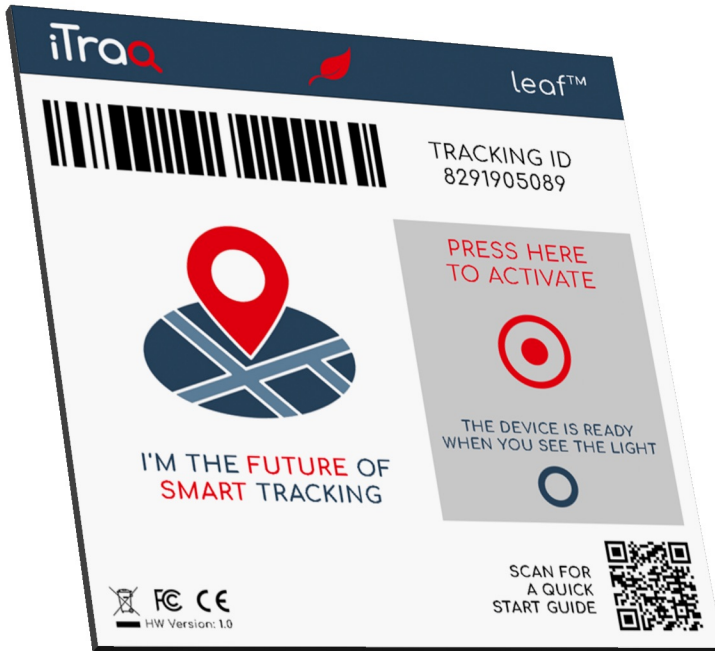 iTraq
leaf™
TRACKING ID
8291905089
PRESS HERE
TO ACTIVATE
THE DEVICE IS READY
WHEN YOU SEE THE LIGHT
I'M THE FUTURE OF
SMART TRACKING
SCAN FOR
A QUICK
START GUIDE
FC CE
HW Version: 1.0